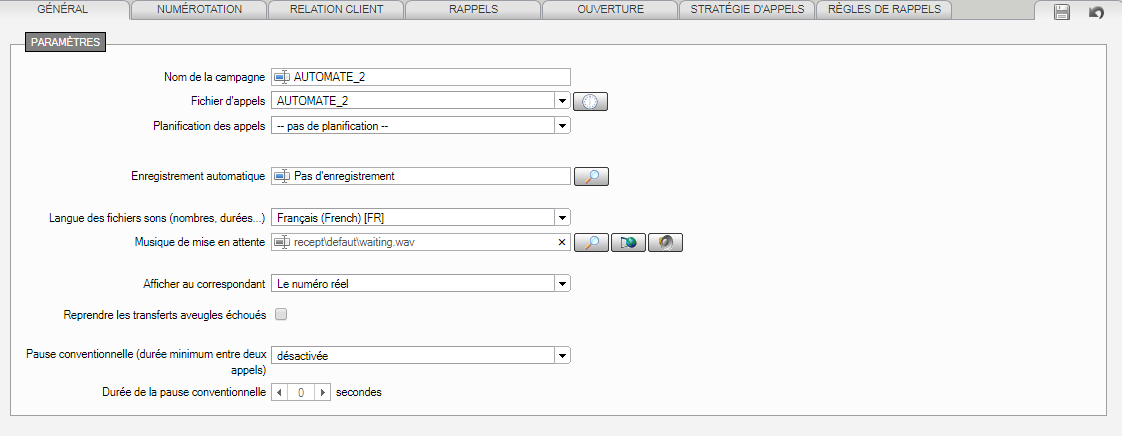 GÉNÉRAL NUMÉROTATION RELATION CLIENT RAPPELS OUVERTURE STRATÉGIE D'APPELS RÈGLES DE RAPPELS
PARAMÈTRES
Nom de la campagne AUTOMATE_2
Fichier d'appels AUTOMATE_2
Planification des appels -- pas de planification --
Enregistrement automatique Pas d'enregistrement
Langue des fichiers sons (nombres, durées...) Français (French) [FR]
Musique de mise en attente recept\defaut\waiting.wav ×
Afficher au correspondant Le numéro réel
Reprendre les transferts aveugles échoués
Pause conventionnelle (durée minimum entre deux appels) désactivée
Durée de la pause conventionnelle 0 secondes